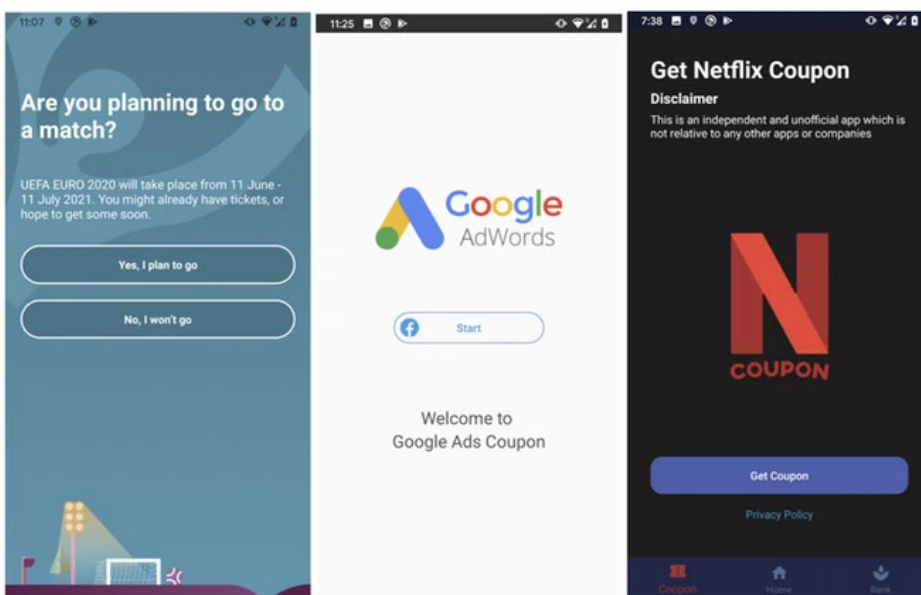 11:07
Are you planning to go to
a match?
UEFA EURO 2020 will take place from 11 June -
11 July 2021. You might already have tickets, or
hope to get some soon.
Yes, I plan to go
No, I won't go
11:25
Google
AdWords
Start
Welcome to
Google Ads Coupon
7:38
Get Netflix Coupon
Disclaimer
This is an independent and unofficial app which is
not relative to any other apps or companies
N
COUPON
Get Coupon
Privacy Policy
Coupon
Home
Rank